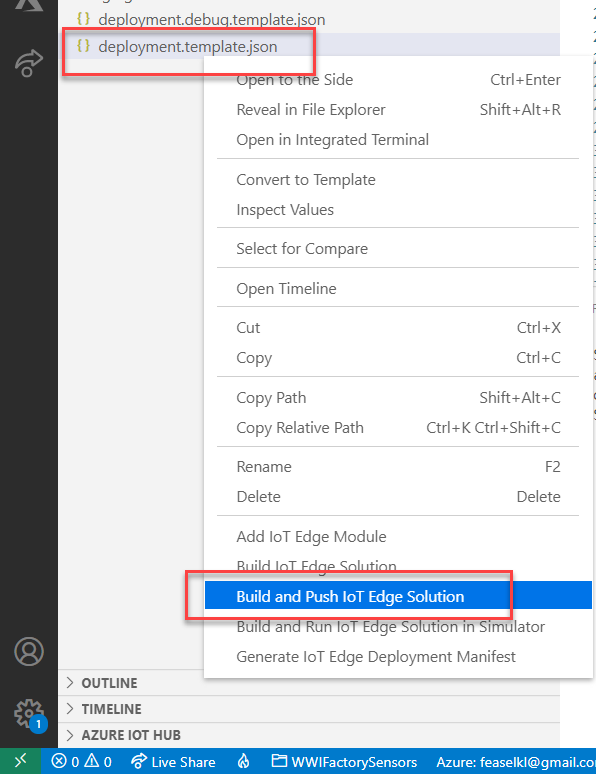 {} deployment.debug.template.json
{} deployment.template.json
Open to the Side Ctrl+Enter
Reveal in File Explorer Shift+Alt+R
Open in Integrated Terminal
Convert to Template
Inspect Values
Select for Compare
Open Timeline
Cut Ctrl+X
Copy Ctrl+C
Copy Path Shift+Alt+C
Copy Relative Path Ctrl+K Ctrl+Shift+C
Rename F2
Delete Delete
Add IoT Edge Module
Build IoT Edge Solution
Build and Push IoT Edge Solution
Build and Run IoT Edge Solution in Simulator
Generate IoT Edge Deployment Manifest
OUTLINE
TIMELINE
1
AZURE IOT HUB
0 0 Live Share WWIFactorySensors Azure: feaselkl@gmail.co